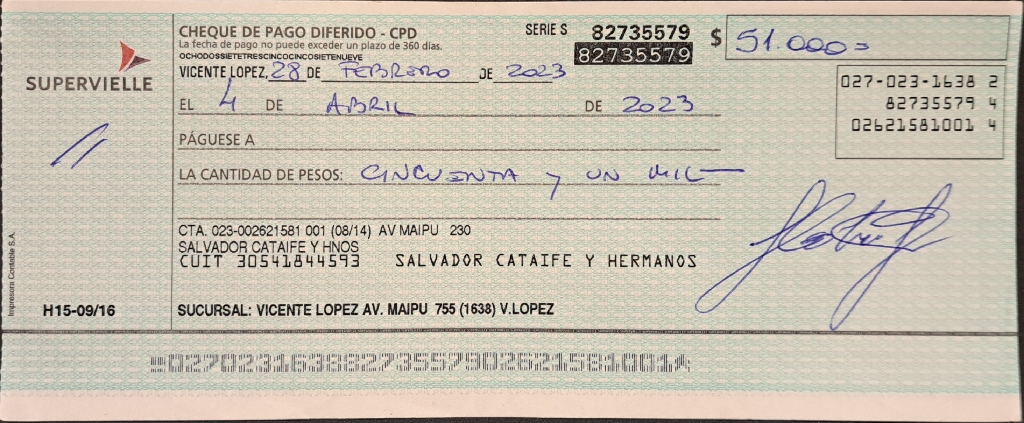 CHEQUE DE PAGO DIFERIDO - CPD
La fecha de pago no puede exceder un plazo de 360 días.
OCHODOSSIETETRESCINCOCINCOSIETENUEVE
SERIE S 82735579
82735579
$ 51.000=
VICENTE LOPEZ, 28 DE FEBRERO DE 2023
SUPERVIELLE
EL 4 DE ABRIL DE 2023
027-023-1638 2
82735579 4
02621581001 4
PÁGUESE A
LA CANTIDAD DE PESOS: CINCUENTA Y UN MIL
CTA. 023-002621581 001 (08/14) AV MAIPU 230
SALVADOR CATAIFE Y HNOS
CUIT 30541844593 SALVADOR CATAIFE Y HERMANOS
Impresora Contable S.A.
H15-09/16
SUCURSAL: VICENTE LOPEZ AV. MAIPU 755 (1638) V.LOPEZ
02702316388273557902621581001